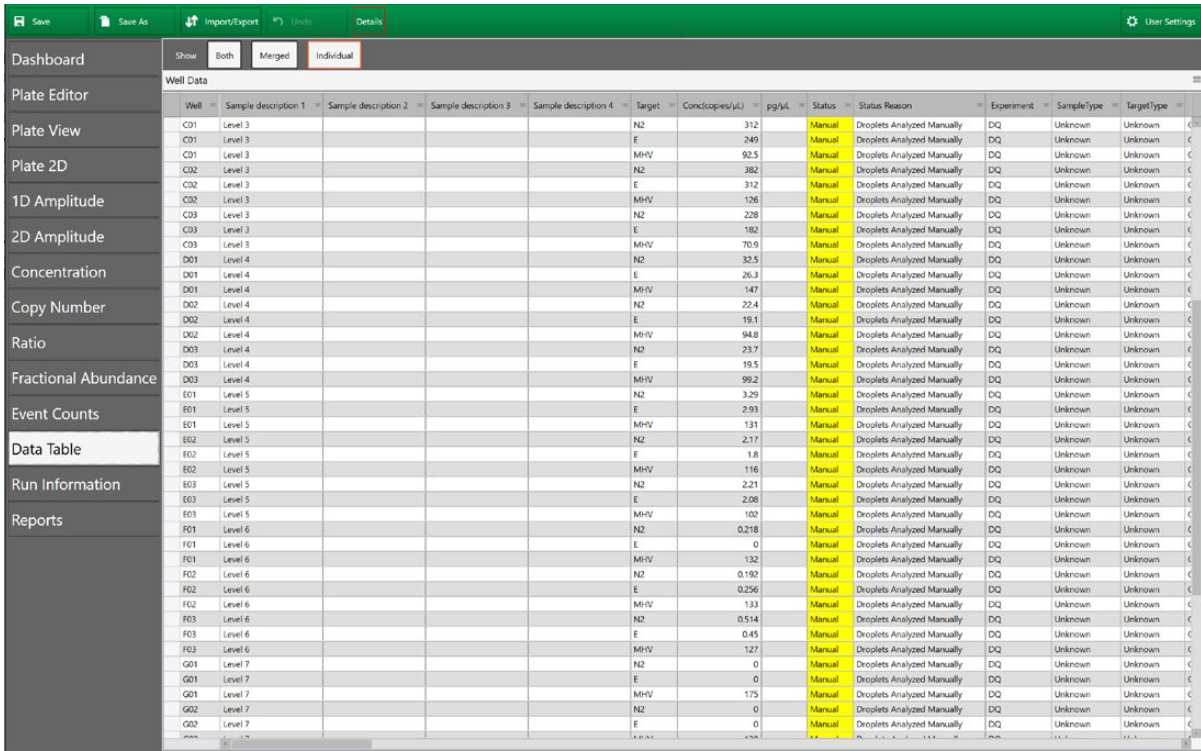 Save Save As Import/Export Undo Details User Settings
Dashboard
Plate Editor
Plate View
Plate 2D
1D Amplitude
2D Amplitude
Concentration
Copy Number
Ratio
Fractional Abundance
Event Counts
Data Table
Run Information
Reports
Show Both Merged Individual
Well Data
Well Sample description 1 Sample description 2 Sample description 3 Sample description 4 Target Conc(copies/µL) pg/µL Status Status Reason Experiment SampleType TargetType
C01 Level 3 N2 312 Manual Droplets Analyzed Manually DQ Unknown Unknown
C01 Level 3 E 249 Manual Droplets Analyzed Manually DQ Unknown Unknown
C01 Level 3 MHV 92.5 Manual Droplets Analyzed Manually DQ Unknown Unknown
C02 Level 3 N2 382 Manual Droplets Analyzed Manually DQ Unknown Unknown
C02 Level 3 E 312 Manual Droplets Analyzed Manually DQ Unknown Unknown
C02 Level 3 MHV 126 Manual Droplets Analyzed Manually DQ Unknown Unknown
C03 Level 3 N2 228 Manual Droplets Analyzed Manually DQ Unknown Unknown
C03 Level 3 E 182 Manual Droplets Analyzed Manually DQ Unknown Unknown
C03 Level 3 MHV 70.9 Manual Droplets Analyzed Manually DQ Unknown Unknown
D01 Level 4 N2 32.5 Manual Droplets Analyzed Manually DQ Unknown Unknown
D01 Level 4 E 26.3 Manual Droplets Analyzed Manually DQ Unknown Unknown
D01 Level 4 MHV 147 Manual Droplets Analyzed Manually DQ Unknown Unknown
D02 Level 4 N2 22.4 Manual Droplets Analyzed Manually DQ Unknown Unknown
D02 Level 4 E 19.1 Manual Droplets Analyzed Manually DQ Unknown Unknown
D02 Level 4 MHV 94.8 Manual Droplets Analyzed Manually DQ Unknown Unknown
D03 Level 4 N2 23.7 Manual Droplets Analyzed Manually DQ Unknown Unknown
D03 Level 4 E 19.5 Manual Droplets Analyzed Manually DQ Unknown Unknown
D03 Level 4 MHV 99.2 Manual Droplets Analyzed Manually DQ Unknown Unknown
E01 Level 5 N2 3.29 Manual Droplets Analyzed Manually DQ Unknown Unknown
E01 Level 5 E 2.93 Manual Droplets Analyzed Manually DQ Unknown Unknown
E01 Level 5 MHV 131 Manual Droplets Analyzed Manually DQ Unknown Unknown
E02 Level 5 N2 2.17 Manual Droplets Analyzed Manually DQ Unknown Unknown
E02 Level 5 E 1.8 Manual Droplets Analyzed Manually DQ Unknown Unknown
E02 Level 5 MHV 116 Manual Droplets Analyzed Manually DQ Unknown Unknown
E03 Level 5 N2 2.21 Manual Droplets Analyzed Manually DQ Unknown Unknown
E03 Level 5 E 2.08 Manual Droplets Analyzed Manually DQ Unknown Unknown
E03 Level 5 MHV 102 Manual Droplets Analyzed Manually DQ Unknown Unknown
F01 Level 6 N2 0.218 Manual Droplets Analyzed Manually DQ Unknown Unknown
F01 Level 6 E 0 Manual Droplets Analyzed Manually DQ Unknown Unknown
F01 Level 6 MHV 132 Manual Droplets Analyzed Manually DQ Unknown Unknown
F02 Level 6 N2 0.192 Manual Droplets Analyzed Manually DQ Unknown Unknown
F02 Level 6 E 0.256 Manual Droplets Analyzed Manually DQ Unknown Unknown
F02 Level 6 MHV 133 Manual Droplets Analyzed Manually DQ Unknown Unknown
F03 Level 6 N2 0.514 Manual Droplets Analyzed Manually DQ Unknown Unknown
F03 Level 6 E 0.45 Manual Droplets Analyzed Manually DQ Unknown Unknown
F03 Level 6 MHV 127 Manual Droplets Analyzed Manually DQ Unknown Unknown
G01 Level 7 N2 0 Manual Droplets Analyzed Manually DQ Unknown Unknown
G01 Level 7 E 0 Manual Droplets Analyzed Manually DQ Unknown Unknown
G01 Level 7 MHV 175 Manual Droplets Analyzed Manually DQ Unknown Unknown
G02 Level 7 N2 0 Manual Droplets Analyzed Manually DQ Unknown Unknown
G02 Level 7 E 0 Manual Droplets Analyzed Manually DQ Unknown Unknown